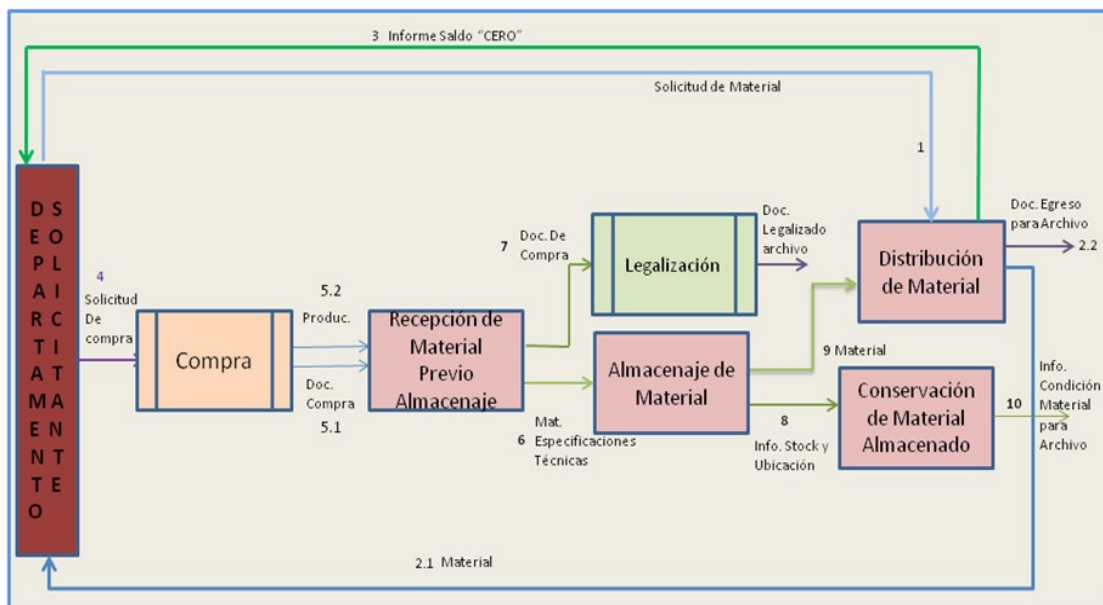 3 Informe Saldo “CERO”
Solicitud de Material
1
DEPARTAMENTO
SOLICITANTE
4
Solicitud
De
compra
Compra
5.2
Produc.
Doc.
Compra
5.1
Recepción de
Material
Previo
Almacenaje
7
Doc. De
Compra
Legalización
Doc.
Legalizado
archivo
6
Mat.
Especificaciones
Técnicas
Almacenaje de
Material
9 Material
8
Info. Stock y
Ubicación
Distribución
de Material
Doc. Egreso
para Archivo
2.2
Conservación
de Material
Almacenado
10
Info.
Condición
Material
para
Archivo
2.1 Material